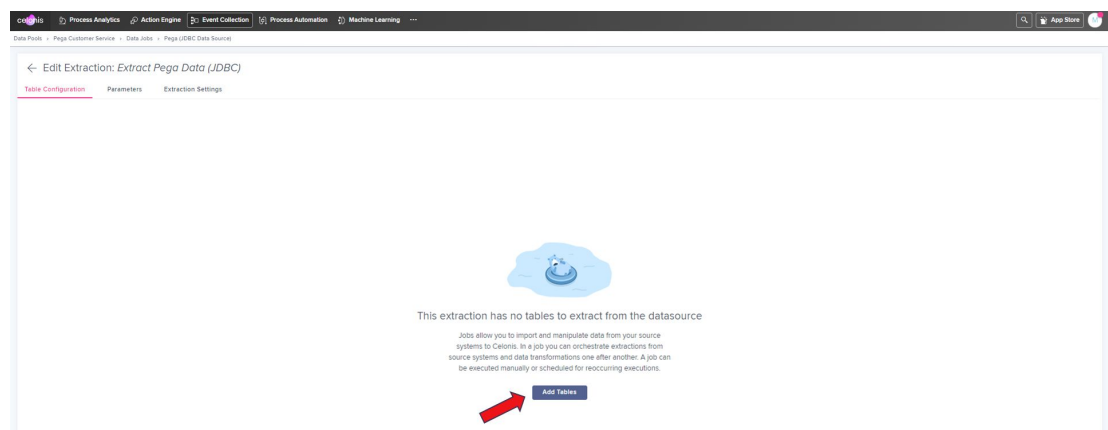 celonis Process Analytics Action Engine Event Collection Process Automation Machine Learning ... App Store M
Data Pools › Pega Customer Service › Data Jobs › Pega (JDBC Data Source)
← Edit Extraction: Extract Pega Data (JDBC)
Table Configuration Parameters Extraction Settings
This extraction has no tables to extract from the datasource
Jobs allow you to import and manipulate data from your source
systems to Celonis. In a job you can orchestrate extractions from
source systems and data transformations one after another. A job can
be executed manually or scheduled for reoccurring executions.
Add Tables